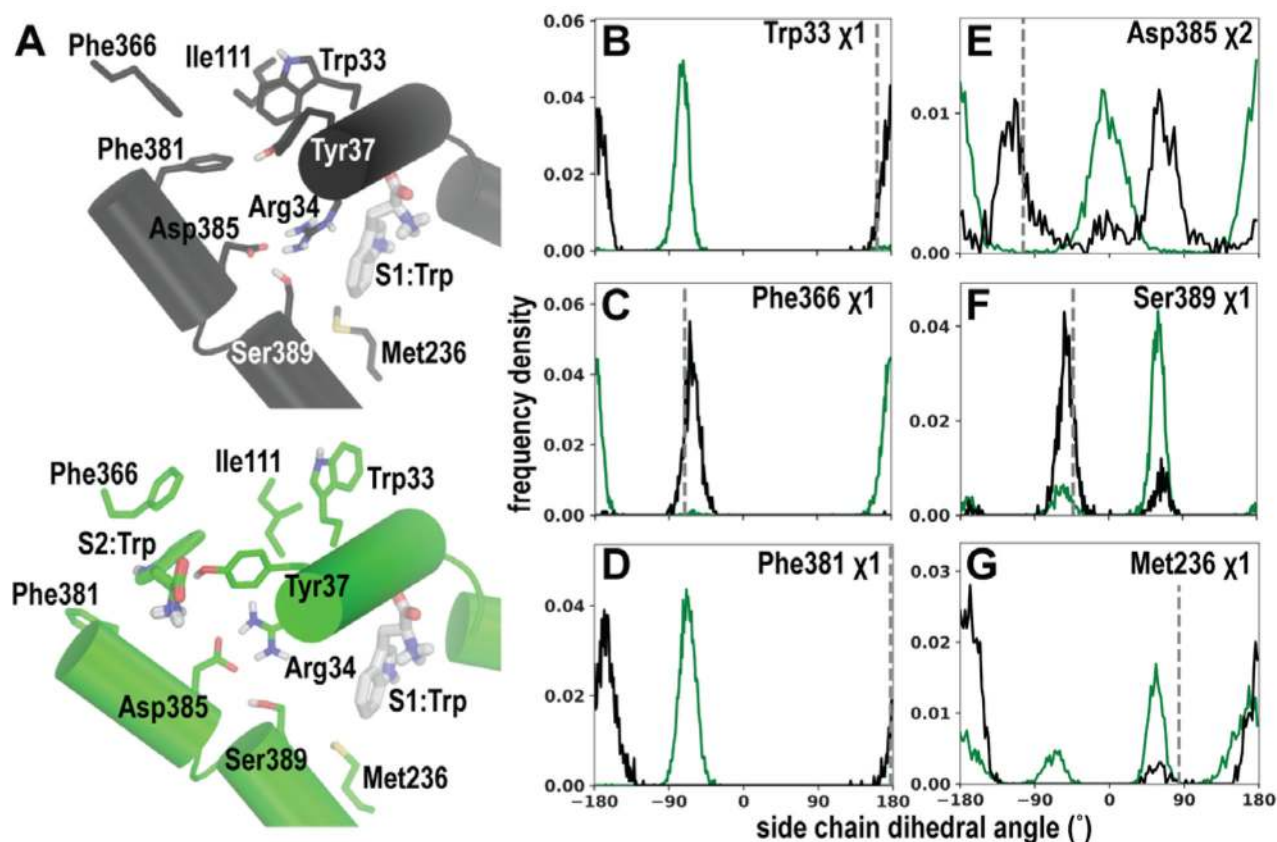 A
Phe366
Ile111
Trp33
Phe381
Tyr37
Arg34
Asp385
S1:Trp
Ser389
Met236
Phe366
Ile111
Trp33
S2:Trp
Phe381
Tyr37
Arg34
Asp385
S1:Trp
Ser389
Met236
frequency density
B
Trp33 χ1
0.06
0.04
0.02
0.00
C
Phe366 χ1
0.06
0.04
0.02
0.00
D
Phe381 χ1
0.04
0.02
0.00
−180
−90
0
90
180
E
Asp385 χ2
0.01
0.00
F
Ser389 χ1
0.04
0.02
0.00
G
Met236 χ1
0.03
0.02
0.01
0.00
−180
−90
0
90
180
side chain dihedral angle (°)